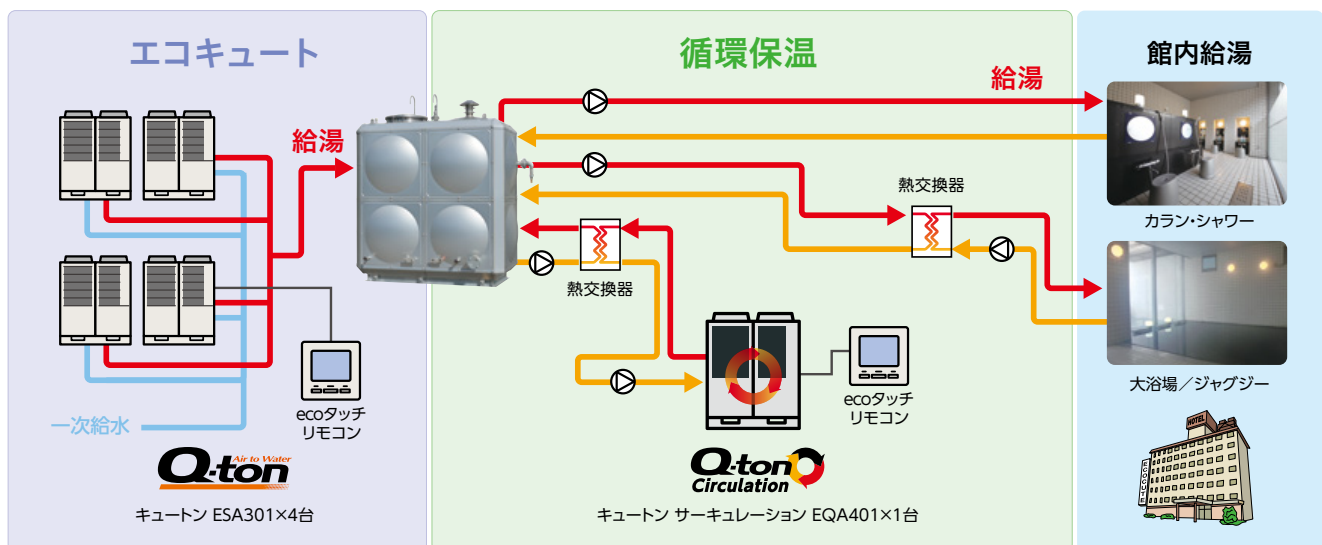 エコキュート
給湯
ecoタッチ
リモコン
一次給水
Air to Water
Q-ton
キュートン ESA301×4台
循環保温
給湯
熱交換器
熱交換器
ecoタッチ
リモコン
Q-ton
Circulation
キュートン サーキュレーション EQA401×1台
館内給湯
カラン・シャワー
大浴場／ジャグジー
HOTEL
ECOCUTE